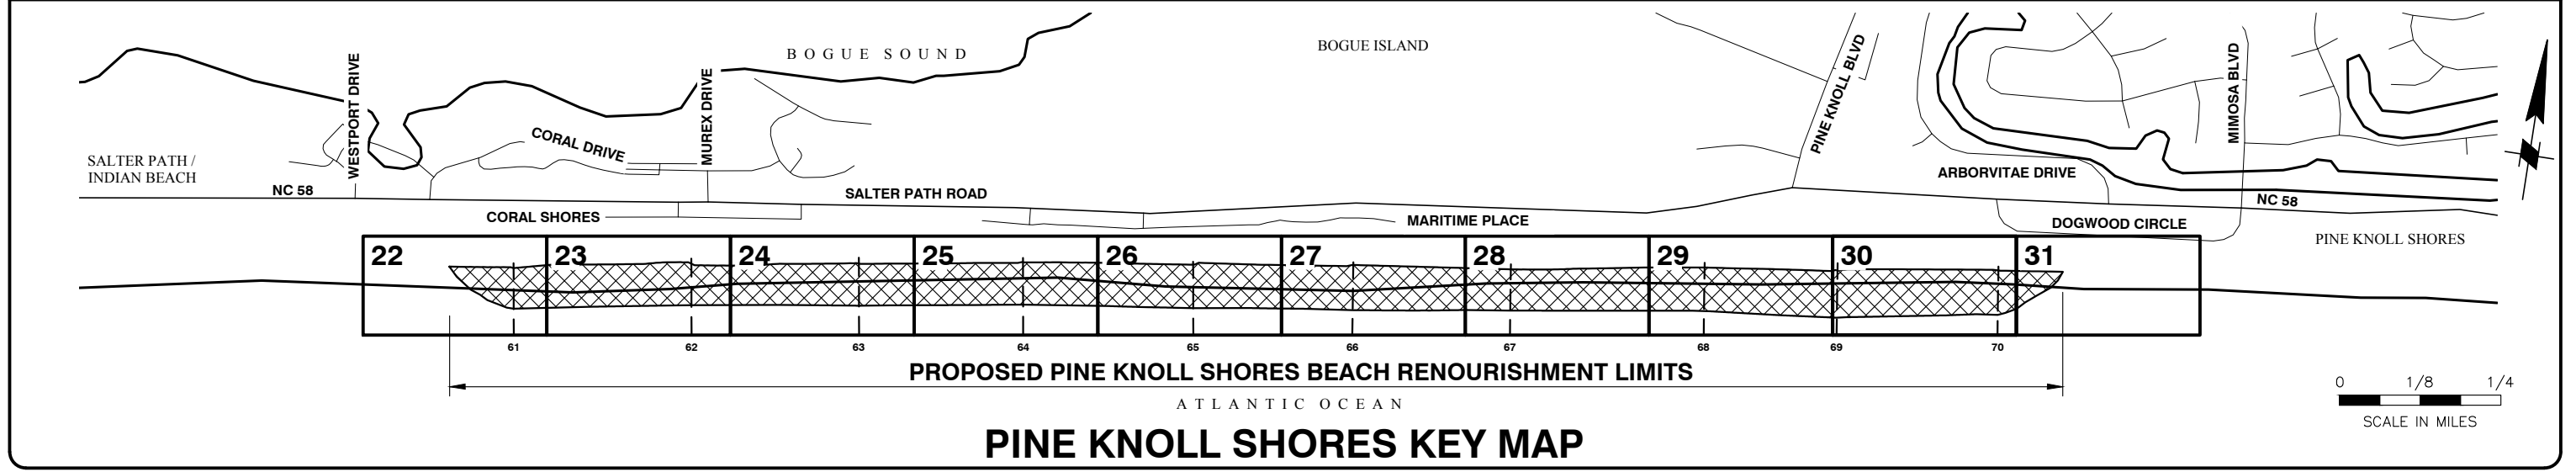 BOGUE SOUND
BOGUE ISLAND
WESTPORT DRIVE
MUREX DRIVE
PINE KNOLL BLVD
MIMOSA BLVD
CORAL DRIVE
SALTER PATH /
INDIAN BEACH
ARBORVITAE DRIVE
NC 58
SALTER PATH ROAD
NC 58
CORAL SHORES
MARITIME PLACE
DOGWOOD CIRCLE
PINE KNOLL SHORES
22 23 24 25 26 27 28 29 30 31
61 62 63 64 65 66 67 68 69 70
PROPOSED PINE KNOLL SHORES BEACH RENOURISHMENT LIMITS
0 1/8 1/4
SCALE IN MILES
ATLANTIC OCEAN
PINE KNOLL SHORES KEY MAP